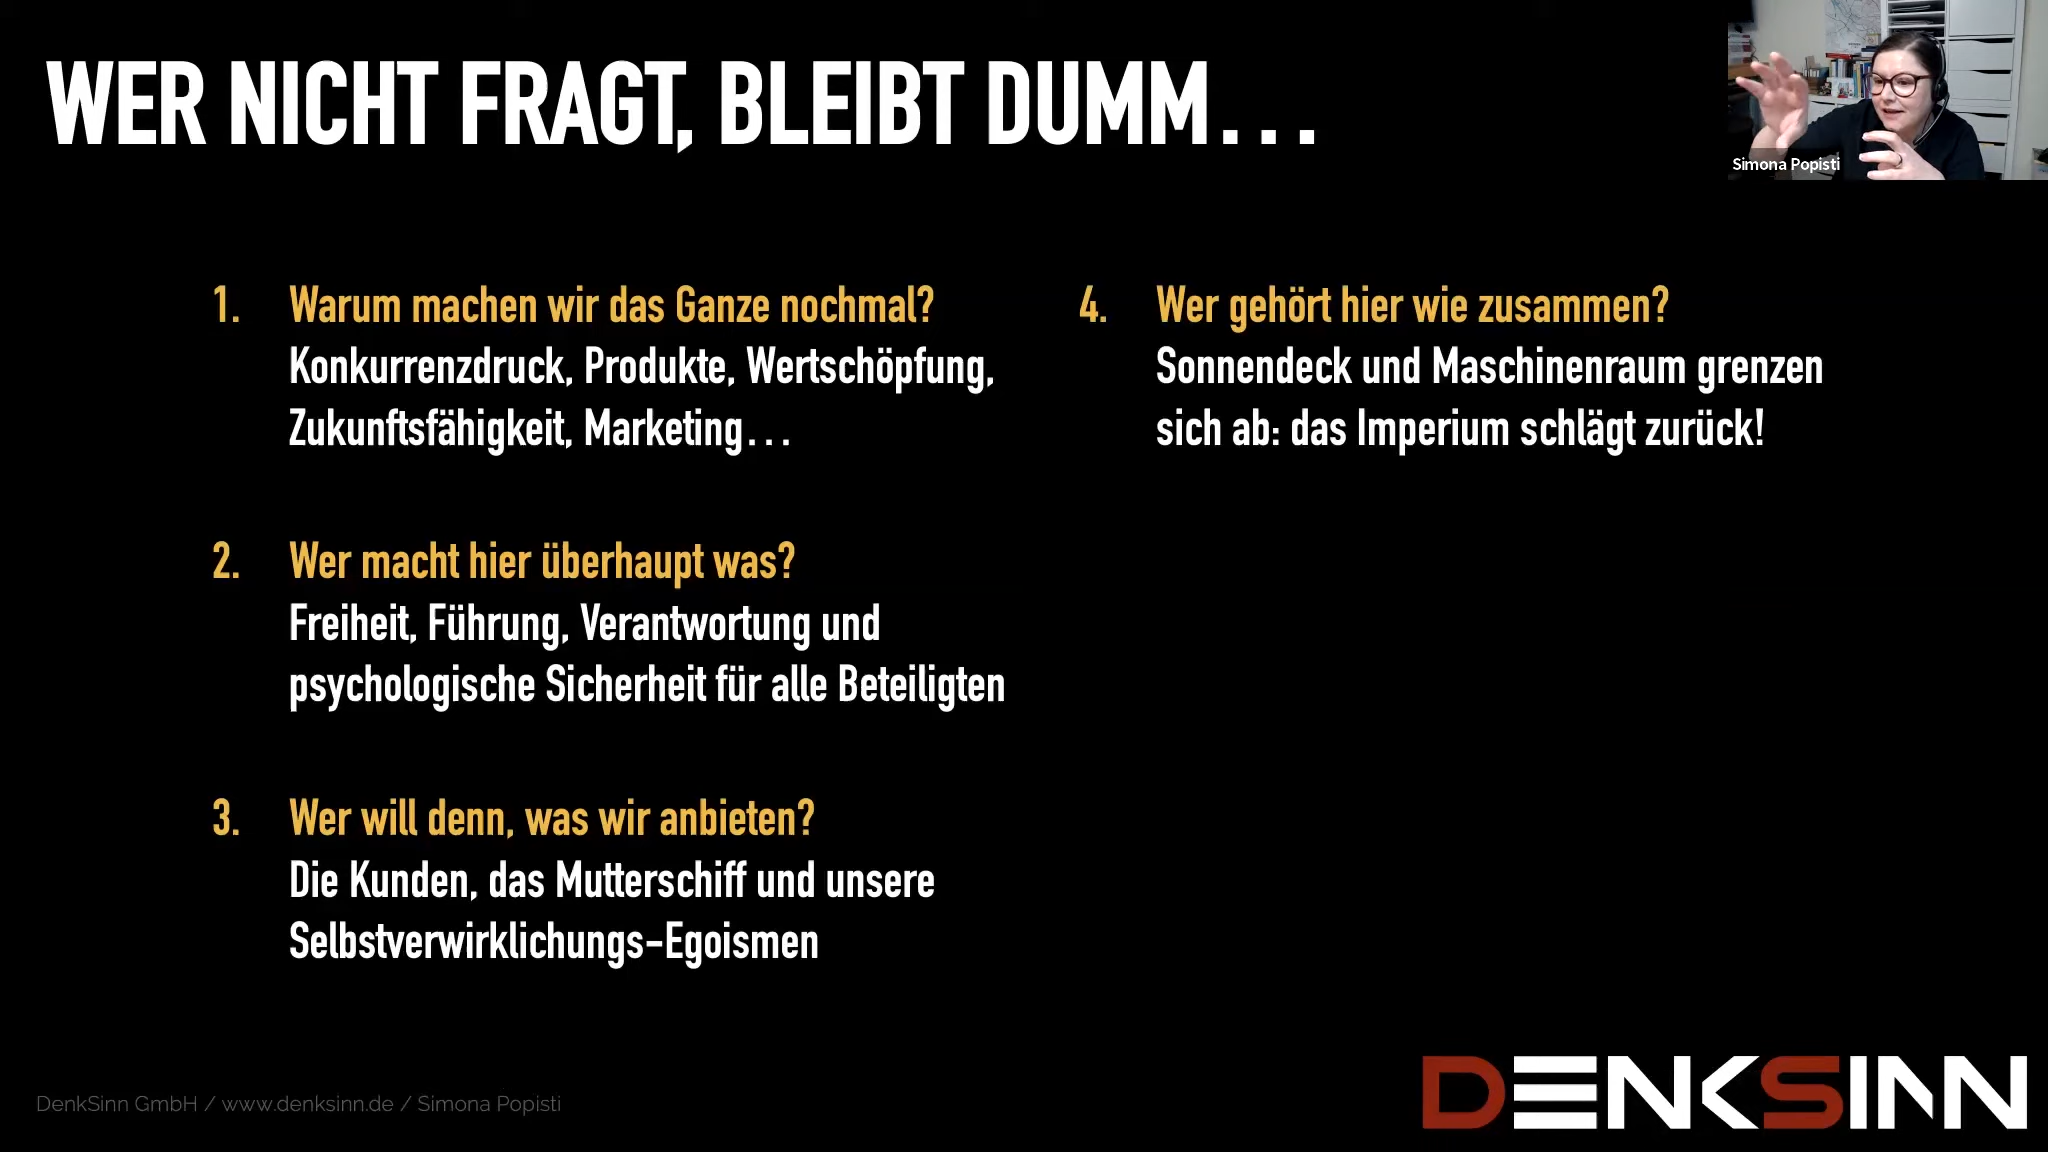 WER NICHT FRAGT, BLEIBT DUMM...
Simona Popisti
1. Warum machen wir das Ganze nochmal?
Konkurrenzdruck, Produkte, Wertschöpfung,
Zukunftsfähigkeit, Marketing...
2. Wer macht hier überhaupt was?
Freiheit, Führung, Verantwortung und
psychologische Sicherheit für alle Beteiligten
3. Wer will denn, was wir anbieten?
Die Kunden, das Mutterschiff und unsere
Selbstverwirklichungs-Egoismen
4. Wer gehört hier wie zusammen?
Sonnendeck und Maschinenraum grenzen
sich ab: das Imperium schlägt zurück!
DenkSinn GmbH / www.denksinn.de / Simona Popisti
DENKSINN